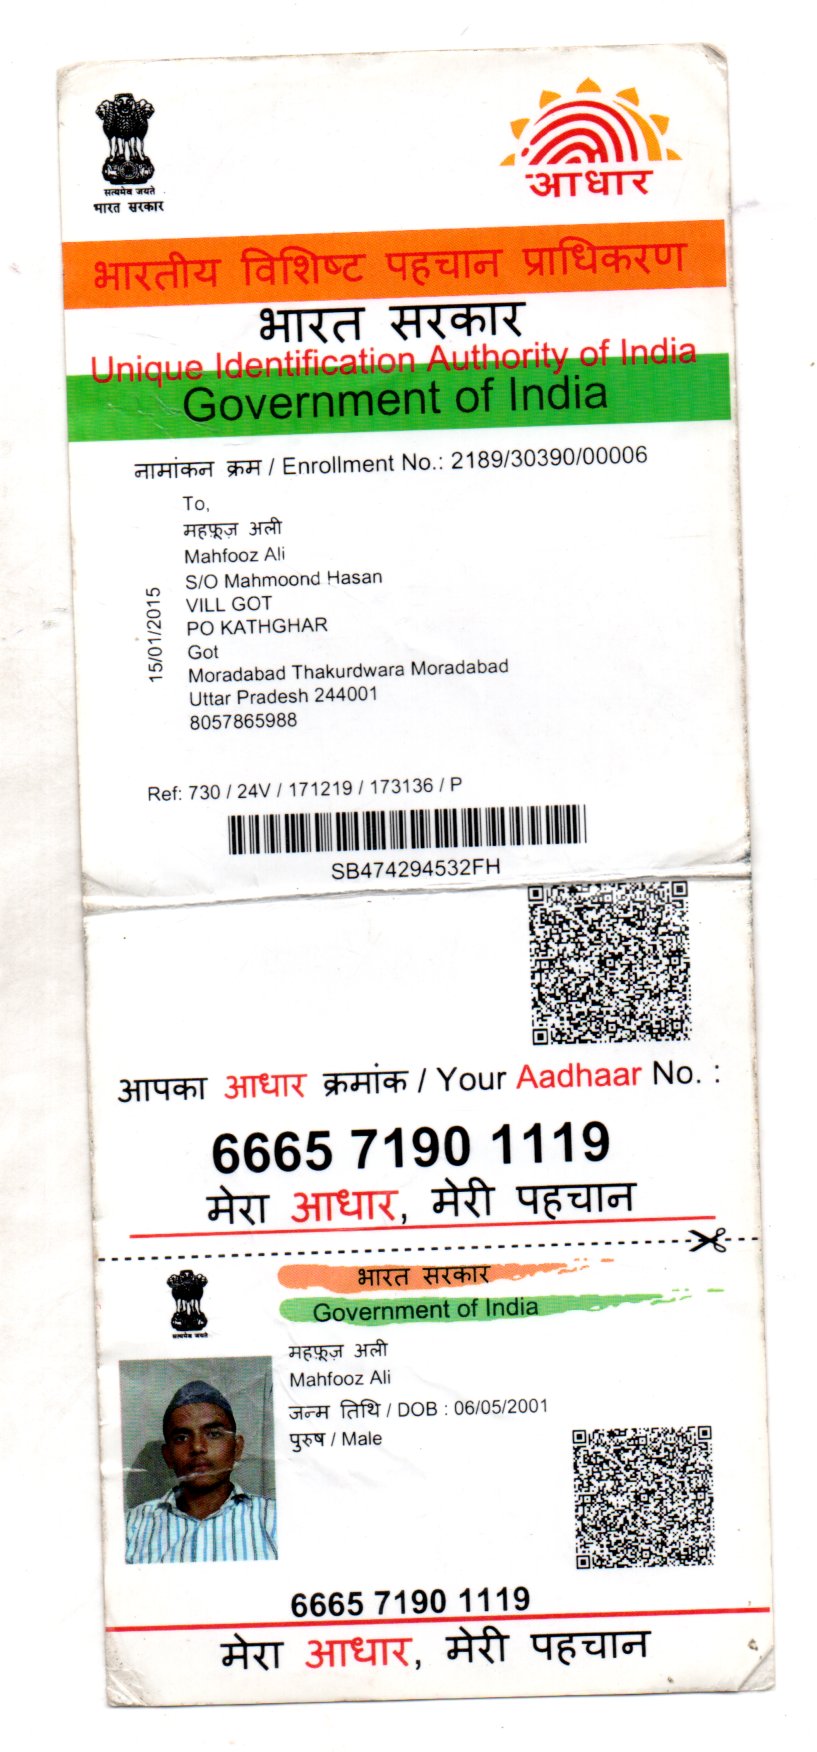 सत्यमेव जयते
भारत सरकार
आधार
भारतीय विशिष्ट पहचान प्राधिकरण
भारत सरकार
Unique Identification Authority of India
Government of India
नामांकन क्रम / Enrollment No.: 2189/30390/00006
To,
महफ़ूज़ अली
Mahfooz Ali
S/O Mahmoond Hasan
VILL GOT
PO KATHGHAR
Got
Moradabad Thakurdwara Moradabad
Uttar Pradesh 244001
8057865988
15/01/2015
Ref: 730 / 24V / 171219 / 173136 / P
SB474294532FH
आपका आधार क्रमांक / Your Aadhaar No. :
6665 7190 1119
मेरा आधार, मेरी पहचान
सत्यमेव जयते
भारत सरकार
Government of India
महफ़ूज़ अली
Mahfooz Ali
जन्म तिथि / DOB : 06/05/2001
पुरुष / Male
6665 7190 1119
मेरा आधार, मेरी पहचान